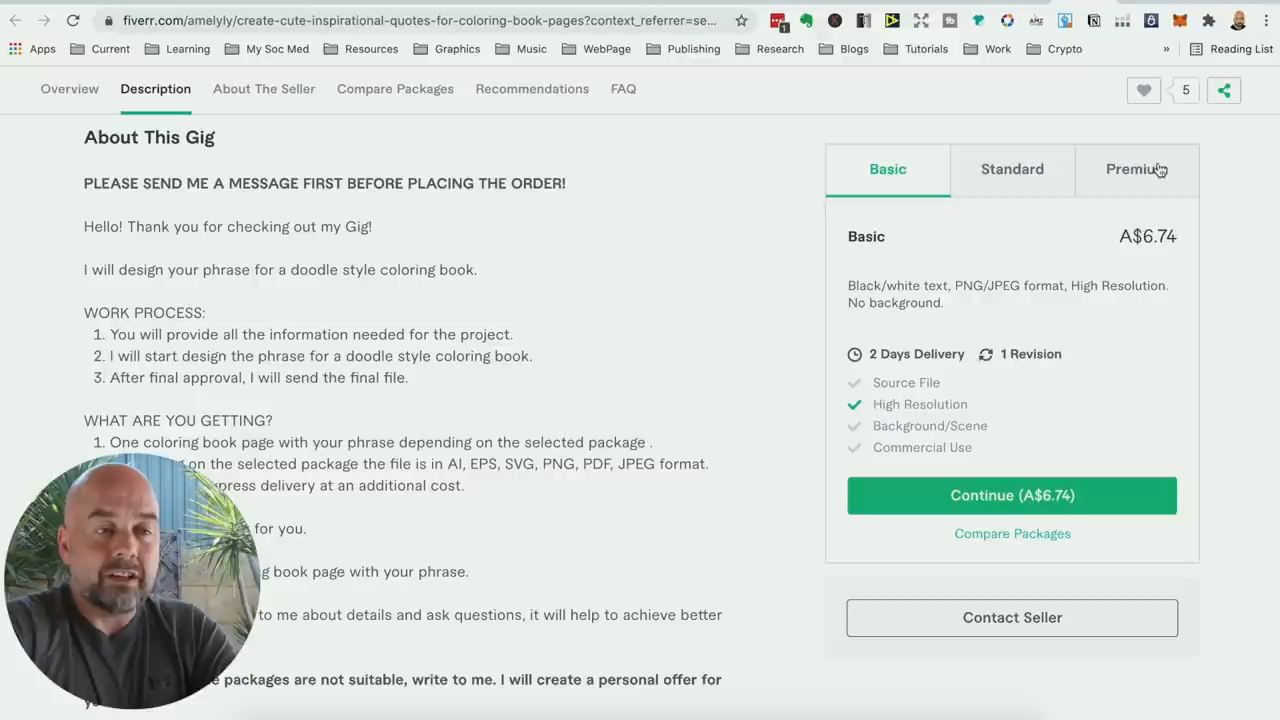 fiverr.com/amelyly/create-cute-inspirational-quotes-for-coloring-book-pages?context_referrer=se...
1
Apps Current Learning My Soc Med Resources Graphics Music WebPage Publishing Research Blogs Tutorials Work Crypto » Reading List
Overview Description About The Seller Compare Packages Recommendations FAQ 5
About This Gig
PLEASE SEND ME A MESSAGE FIRST BEFORE PLACING THE ORDER!
Hello! Thank you for checking out my Gig!
I will design your phrase for a doodle style coloring book.
WORK PROCESS:
1. You will provide all the information needed for the project.
2. I will start design the phrase for a doodle style coloring book.
3. After final approval, I will send the final file.
WHAT ARE YOU GETTING?
1. One coloring book page with your phrase depending on the selected package .
on the selected package the file is in AI, EPS, SVG, PNG, PDF, JPEG format.
delivery at an additional cost.
for you.
book page with your phrase.
to me about details and ask questions, it will help to achieve better
packages are not suitable, write to me. I will create a personal offer for
Basic Standard Premium
Basic A$6.74
Black/white text, PNG/JPEG format, High Resolution.
No background.
2 Days Delivery 1 Revision
Source File
High Resolution
Background/Scene
Commercial Use
Continue (A$6.74)
Compare Packages
Contact Seller